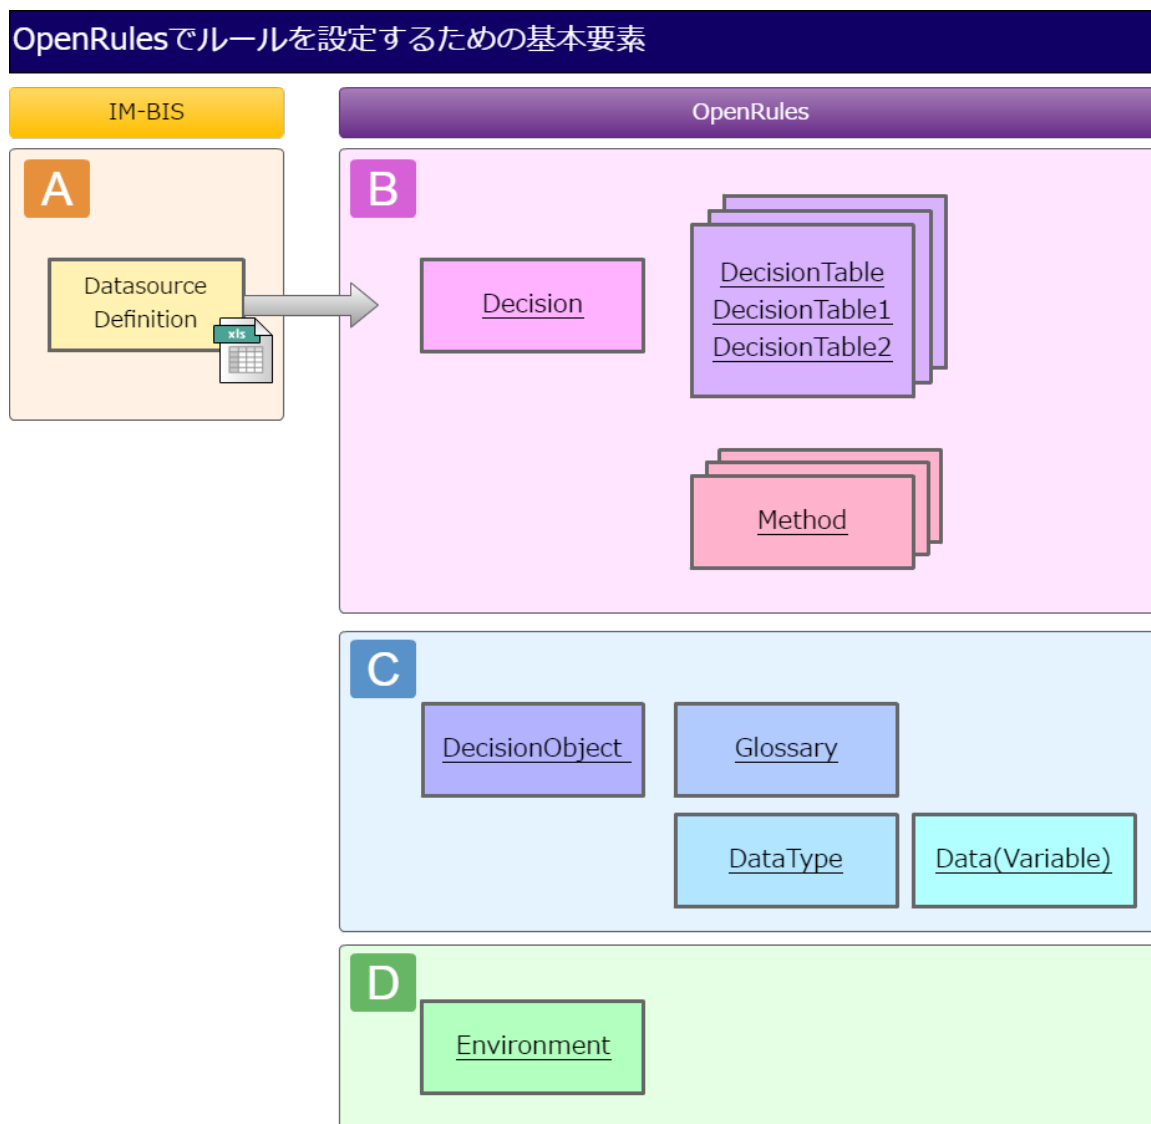 OpenRulesでルールを設定するための基本要素
IM-BIS
OpenRules
A
Datasource
Definition
xls
B
Decision
DecisionTable
DecisionTable1
DecisionTable2
Method
C
DecisionObject
Glossary
DataType
Data(Variable)
D
Environment